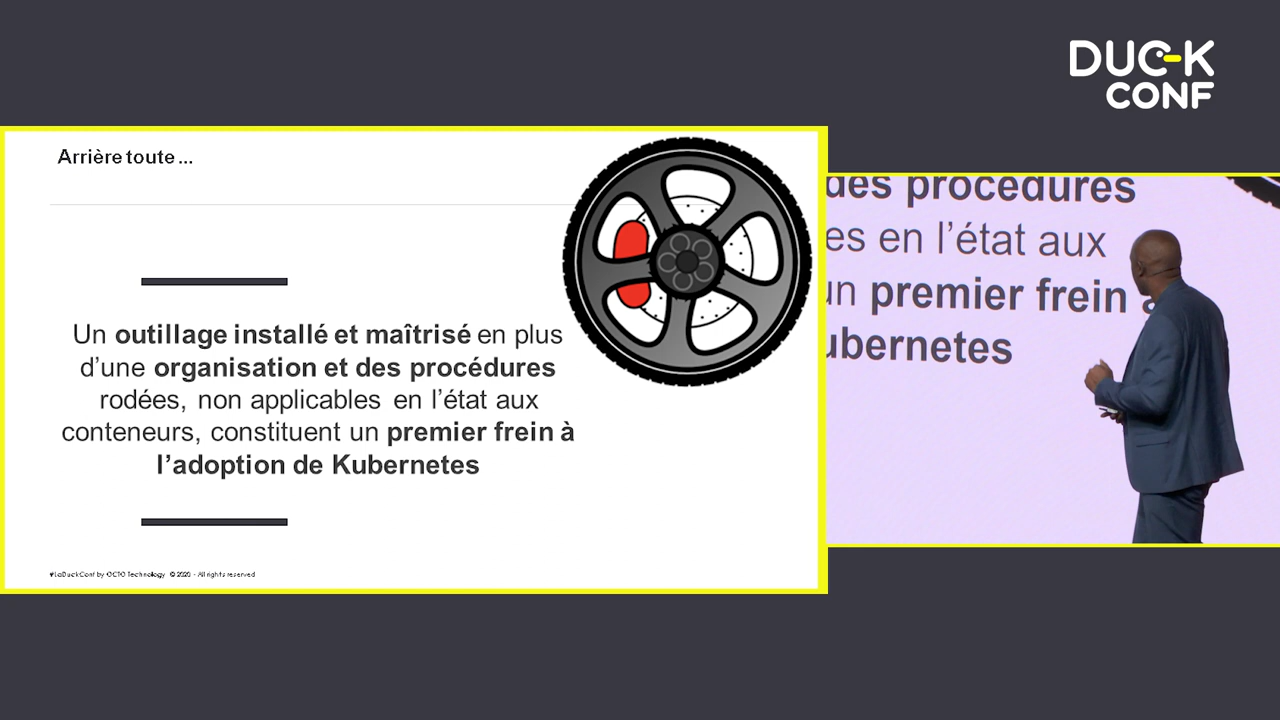 DUCK
CONF
Arrière toute ...
Un outillage installé et maîtrisé en plus
d'une organisation et des procédures
rodées, non applicables en l'état aux
conteneurs, constituent un premier frein à
l'adoption de Kubernetes
#LaDuckConf by OCTO Technology © 2020 - All rights reserved
des procédures
es en l'état aux
un premier frein à
ubernetes